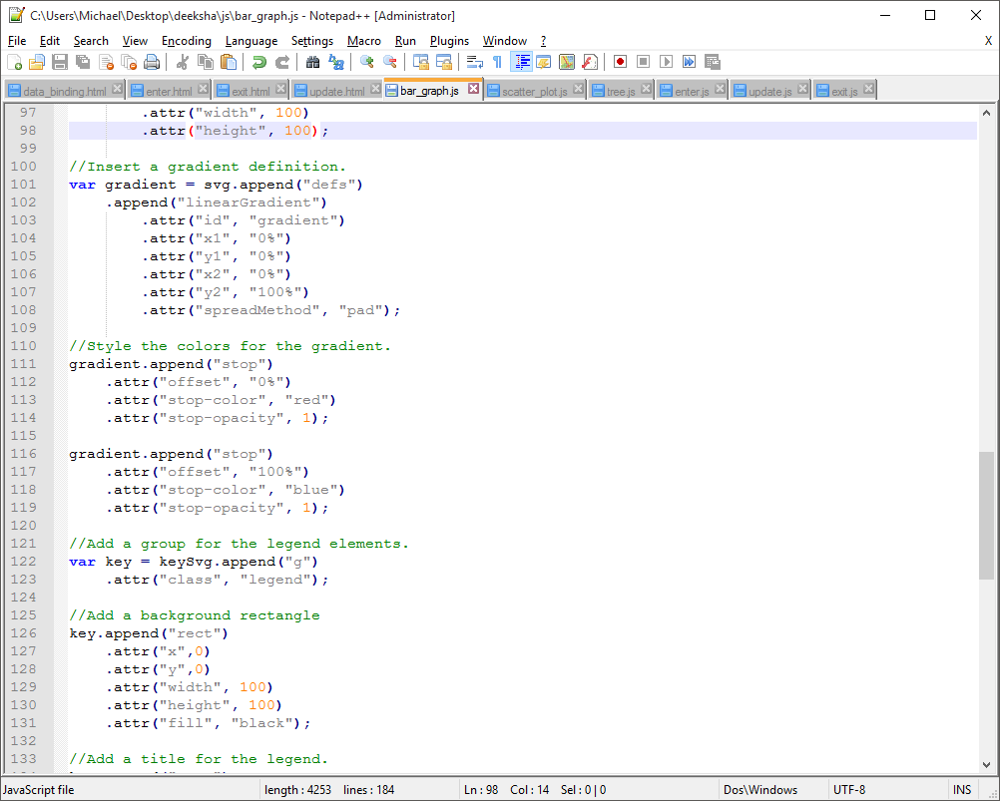 C:\Users\Michael\Desktop\deeksha\js\bar_graph.js - Notepad++ [Administrator]
File Edit Search View Encoding Language Settings Macro Run Plugins Window ? X
data_binding.html enter.html exit.html update.html bar_graph.js scatter_plot.js tree.js enter.js update.js exit.js
97 .attr("width", 100)
98 .attr("height", 100);
99
100 //Insert a gradient definition.
101 var gradient = svg.append("defs")
102 .append("linearGradient")
103 .attr("id", "gradient")
104 .attr("x1", "0%")
105 .attr("y1", "0%")
106 .attr("x2", "0%")
107 .attr("y2", "100%")
108 .attr("spreadMethod", "pad");
109
110 //Style the colors for the gradient.
111 gradient.append("stop")
112 .attr("offset", "0%")
113 .attr("stop-color", "red")
114 .attr("stop-opacity", 1);
115
116 gradient.append("stop")
117 .attr("offset", "100%")
118 .attr("stop-color", "blue")
119 .attr("stop-opacity", 1);
120
121 //Add a group for the legend elements.
122 var key = keySvg.append("g")
123 .attr("class", "legend");
124
125 //Add a background rectangle
126 key.append("rect")
127 .attr("x",0)
128 .attr("y",0)
129 .attr("width", 100)
130 .attr("height", 100)
131 .attr("fill", "black");
132
133 //Add a title for the legend.
JavaScript file length : 4253 lines : 184 Ln : 98 Col : 14 Sel : 0 | 0 Dos\Windows UTF-8 INS